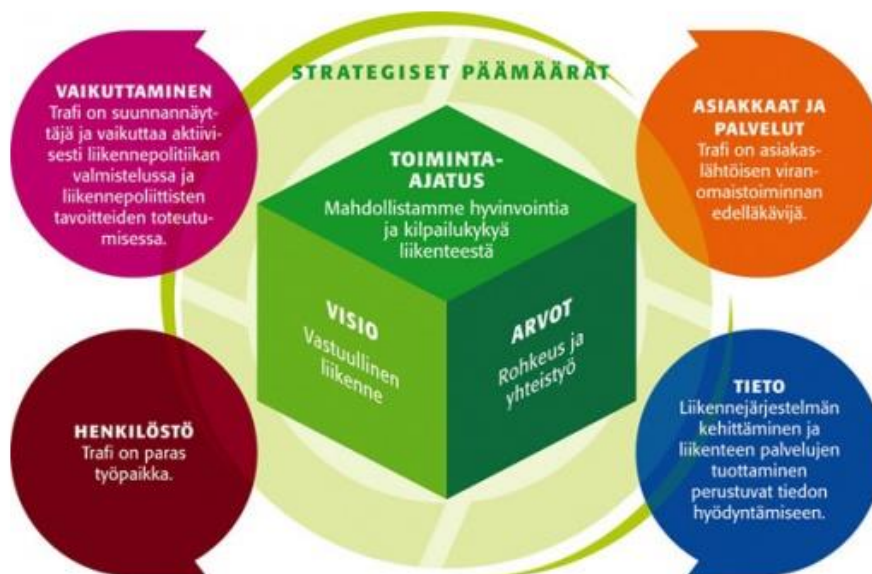 STRATEGISET PÄÄMÄÄRÄT
VAIKUTTAMINEN
Trafi on suunnannäyt-
täjä ja vaikuttaa aktiivi-
sesti liikennepolitiikan
valmistelussa ja
liikennepoliittisten
tavoitteiden toteutu-
misessa.
ASIAKKAAT JA
PALVELUT
Trafi on asiakas-
lähtöisen viran-
omaistoiminnan
edelläkävijä.
TOIMINTA-
AJATUS
Mahdollistamme hyvinvointia
ja kilpailukykyä
liikenteestä
VISIO
Vastuullinen
liikenne
ARVOT
Rohkeus ja
yhteistyö
HENKILÖSTÖ
Trafi on paras
työpaikka.
TIETO
Liikennejärjestelmän
kehittäminen ja
liikenteen palvelujen
tuottaminen
perustuvat tiedon
hyödyntämiseen.